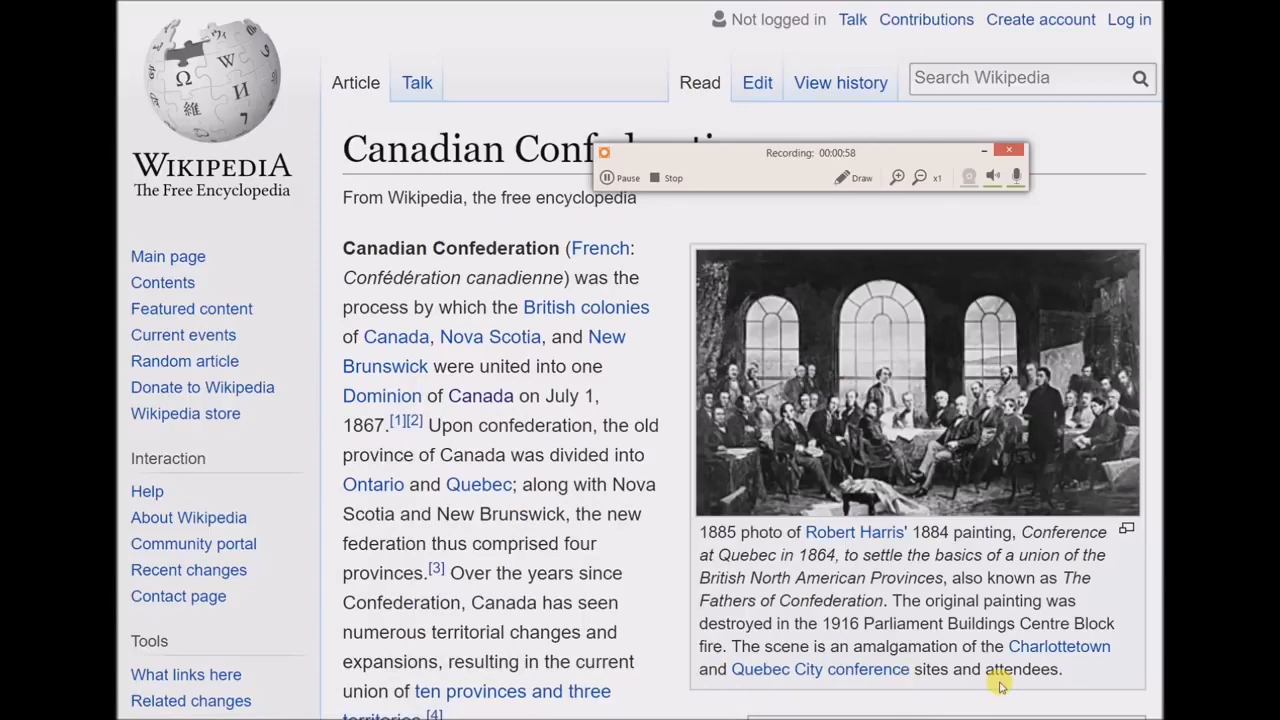 Not logged in Talk Contributions Create account Log in
Article Talk Read Edit View history Search Wikipedia
WIKIPEDIA
The Free Encyclopedia
Main page
Contents
Featured content
Current events
Random article
Donate to Wikipedia
Wikipedia store
Interaction
Help
About Wikipedia
Community portal
Recent changes
Contact page
Tools
What links here
Related changes
Canadian
Recording: 00:00:58
Pause Stop Draw x1
From Wikipedia, the free encyclopedia
Canadian Confederation (French:
Confédération canadienne) was the
process by which the British colonies
of Canada, Nova Scotia, and New
Brunswick were united into one
Dominion of Canada on July 1,
1867.[1][2] Upon confederation, the old
province of Canada was divided into
Ontario and Quebec; along with Nova
Scotia and New Brunswick, the new
federation thus comprised four
provinces.[3] Over the years since
Confederation, Canada has seen
numerous territorial changes and
expansions, resulting in the current
union of ten provinces and three
territories.[4]
1885 photo of Robert Harris' 1884 painting, Conference
at Quebec in 1864, to settle the basics of a union of the
British North American Provinces, also known as The
Fathers of Confederation. The original painting was
destroyed in the 1916 Parliament Buildings Centre Block
fire. The scene is an amalgamation of the Charlottetown
and Quebec City conference sites and attendees.